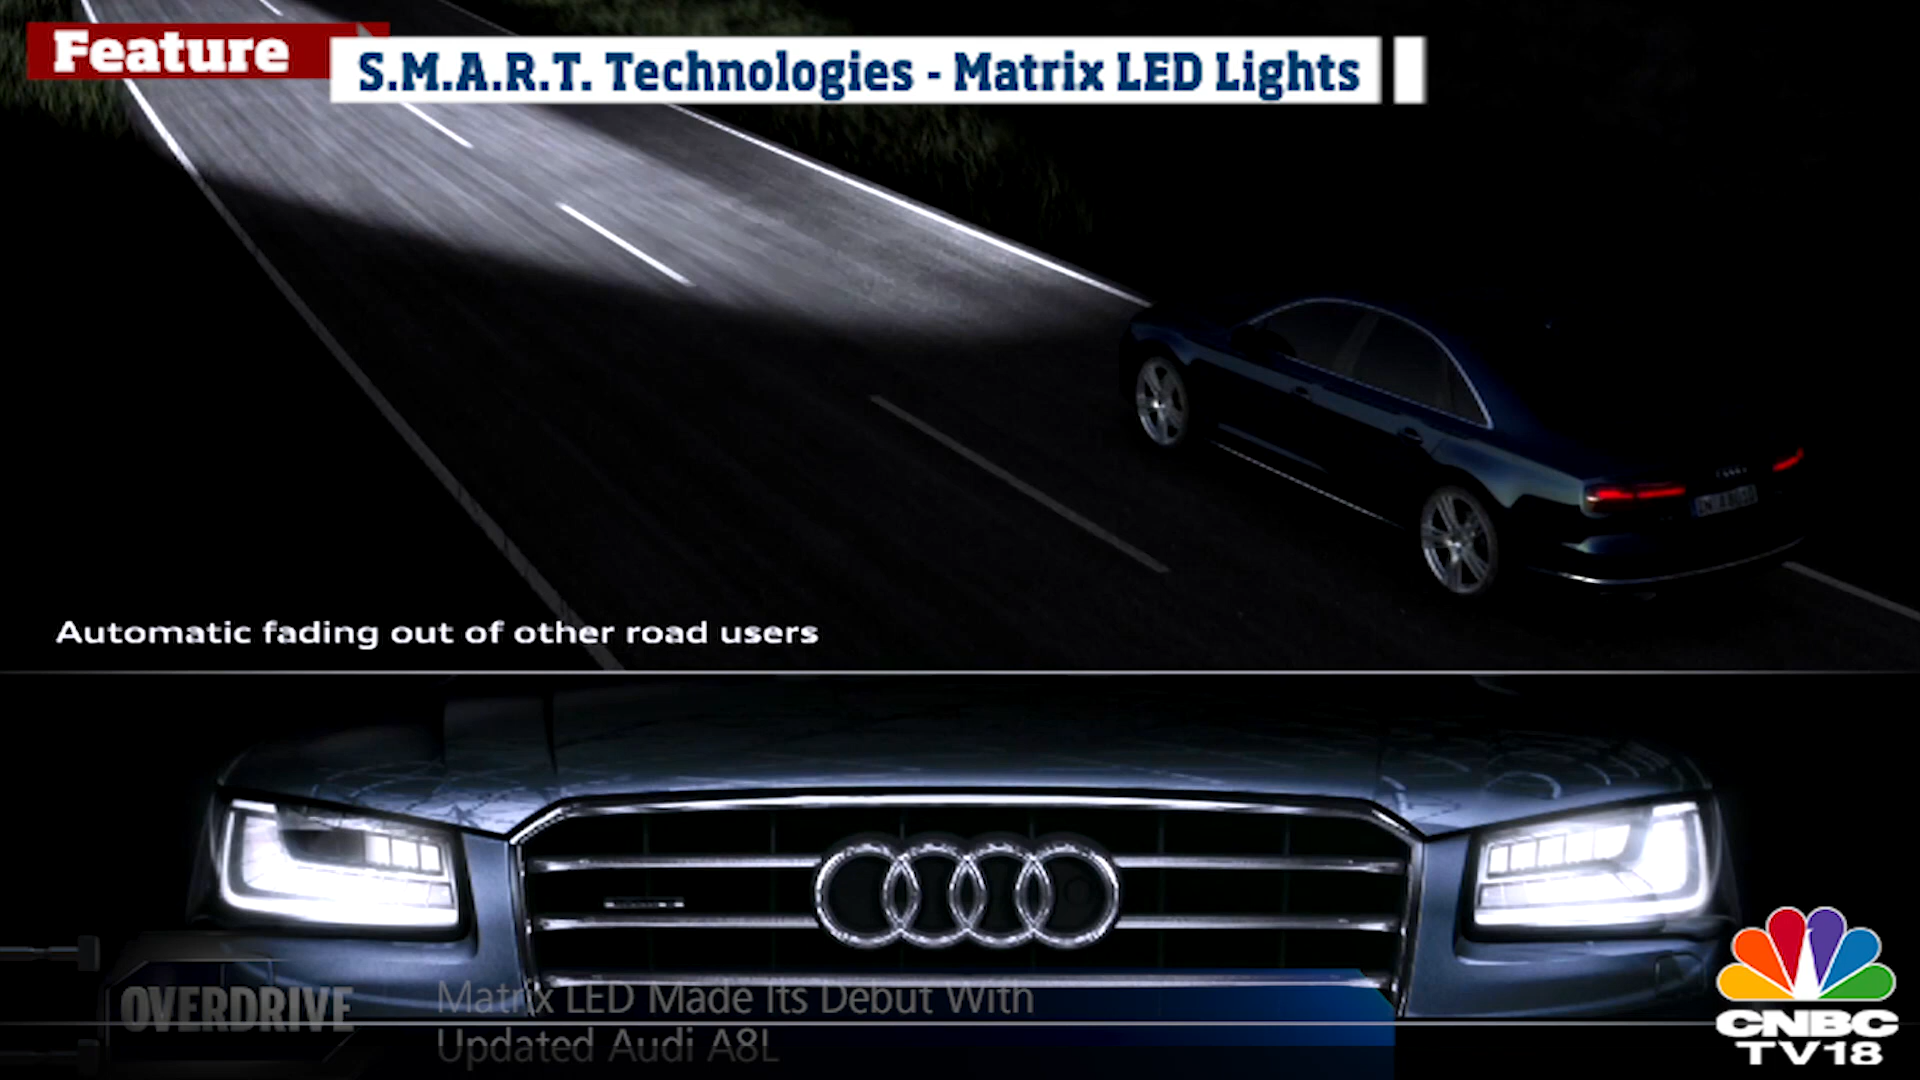 Feature
S.M.A.R.T. Technologies - Matrix LED Lights
Automatic fading out of other road users
OVERDRIVE
Matrix LED Made Its Debut With
Updated Audi A8L
CNBC
TV18